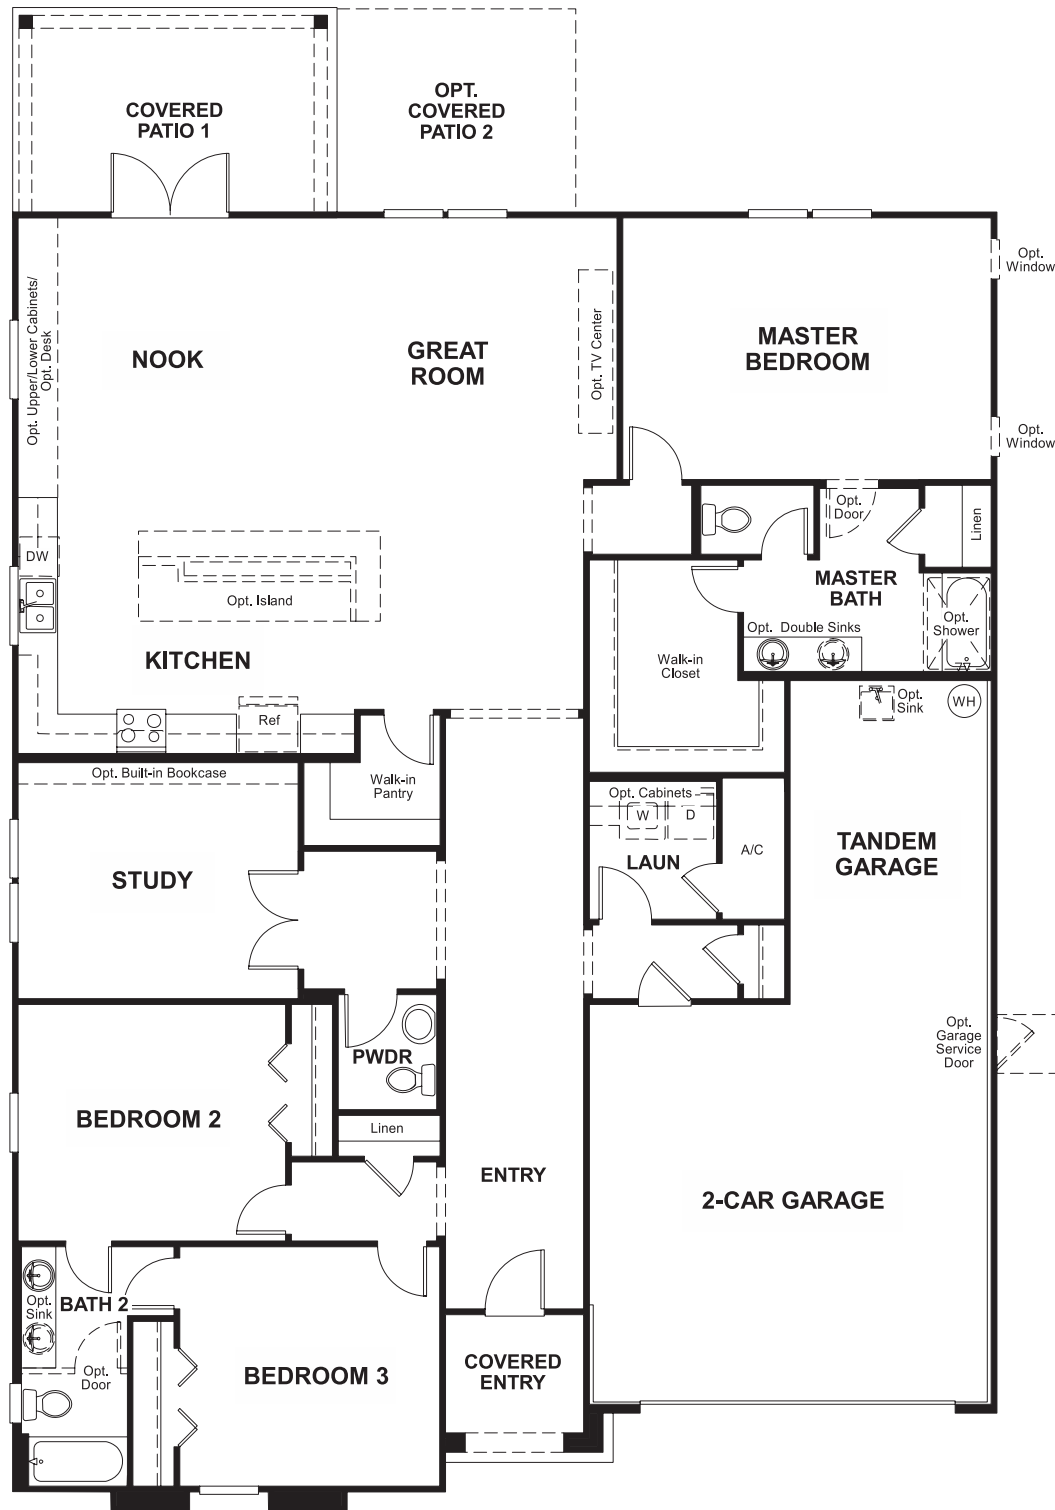 COVERED
PATIO 1
OPT.
COVERED
PATIO 2
Opt.
Window
Opt. Upper/Lower Cabinets/
Opt. Desk
NOOK
GREAT
ROOM
Opt. TV Center
MASTER
BEDROOM
Opt.
Window
Opt.
Door
Linen
DW
Opt. Island
MASTER
BATH
Opt. Double Sinks
Opt.
Shower
KITCHEN
Walk-in
Closet
Ref
Opt.
Sink
WH
Opt. Built-in Bookcase
Walk-in
Pantry
Opt. Cabinets
W
D
LAUN
A/C
TANDEM
GARAGE
STUDY
Opt.
Garage
Service
Door
PWDR
BEDROOM 2
Linen
ENTRY
2-CAR GARAGE
Opt.
Sink
BATH 2
Opt.
Door
BEDROOM 3
COVERED
ENTRY